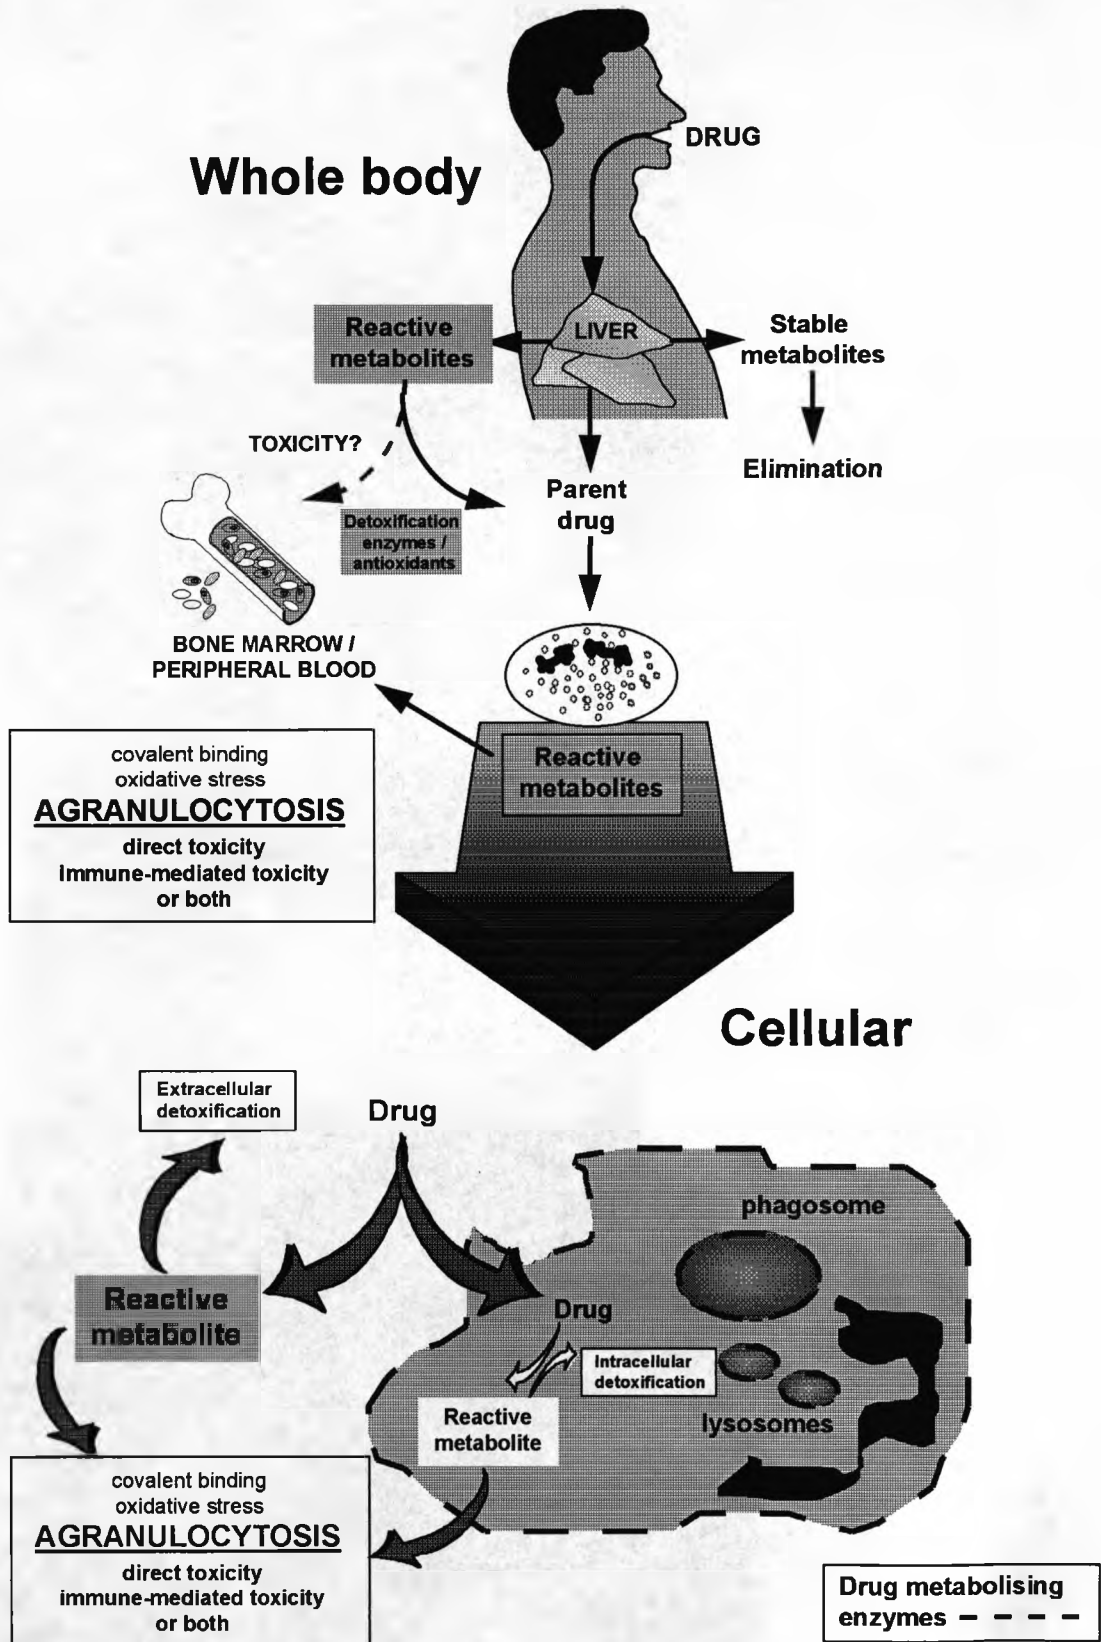 DRUG
Whole body
LIVER
Reactive
metabolites
Stable
metabolites
TOXICITY?
Elimination
Parent
drug
Detoxification
enzymes /
antioxidants
BONE MARROW /
PERIPHERAL BLOOD
Reactive
metabolites
covalent binding
oxidative stress
AGRANULOCYTOSIS
direct toxicity
immune-mediated toxicity
or both
Cellular
Extracellular
detoxification
Drug
phagosome
Reactive
metabolite
Drug
Intracellular
detoxification
Reactive
metabolite
lysosomes
covalent binding
oxidative stress
AGRANULOCYTOSIS
direct toxicity
immune-mediated toxicity
or both
Drug metabolising
enzymes